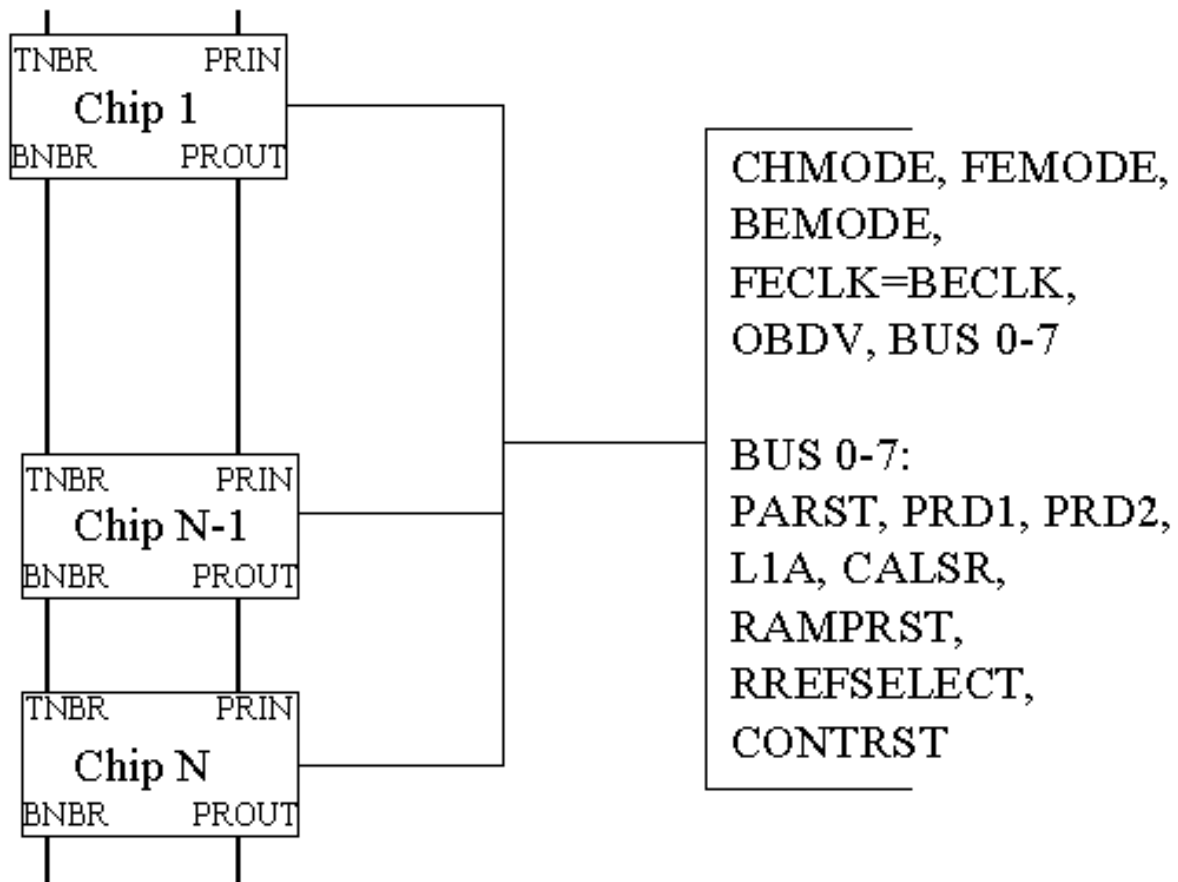 TNBR PRIN
Chip 1
BNBR PROUT
TNBR PRIN
Chip N-1
BNBR PROUT
TNBR PRIN
Chip N
BNBR PROUT
CHMODE, FEMODE,
BEMODE,
FECLK=BECLK,
OBDV, BUS 0-7
BUS 0-7:
PARST, PRD1, PRD2,
L1A, CALSR,
RAMPRST,
RREFSELECT,
CONTRST